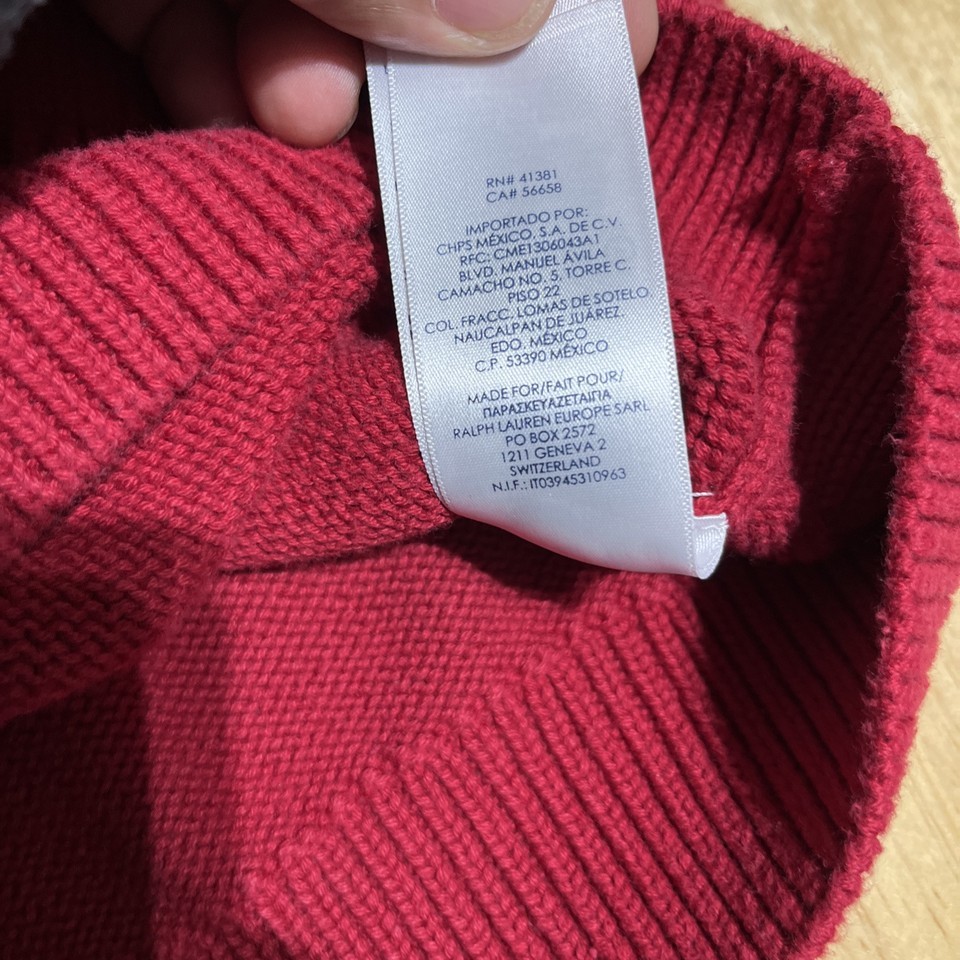 RN# 41381
CA# 56658
IMPORTADO POR:
CHPS MÉXICO, S.A. DE C.V.
RFC: CME1306043A1
BLVD. MANUEL ÁVILA
CAMACHO NO. 5, TORRE C.
PISO 22
COL. FRACC. LOMAS DE SOTELO.
NAUCALPAN DE JUÁREZ.
EDO. MÉXICO
C.P. 53390 MÉXICO
MADE FOR/FAIT POUR/
ΠΑΡΑΣΚΕΥΑΖΕΤΑΙΓΙΑ
RALPH LAUREN EUROPE SARL
PO BOX 2572
1211 GENEVA 2
SWITZERLAND
N.I.F.: IT03945310963